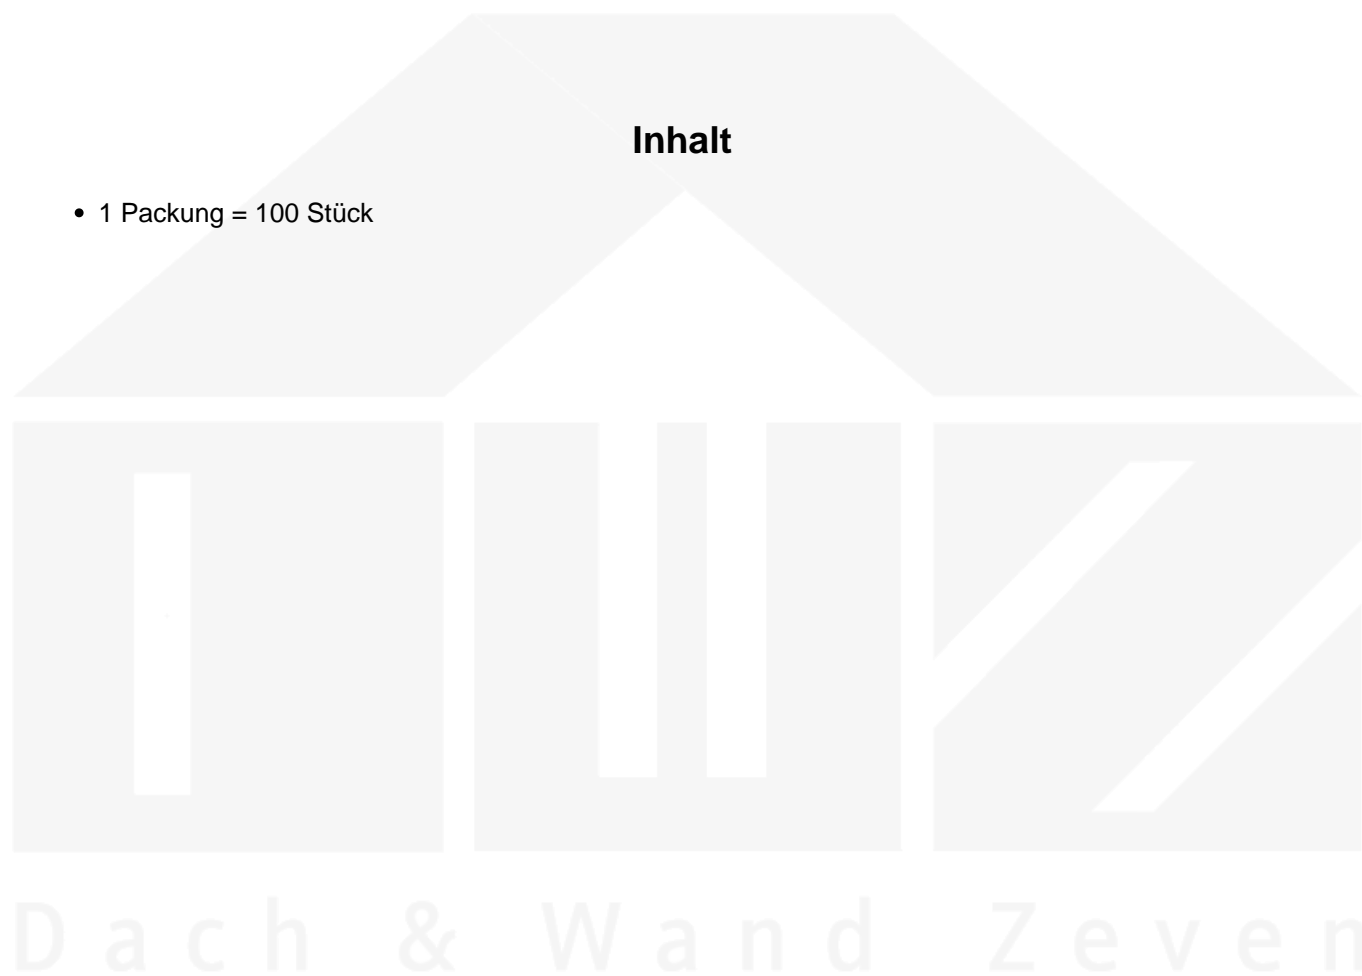 Inhalt
• 1 Packung = 100 Stück
Dach & Wand Zeven